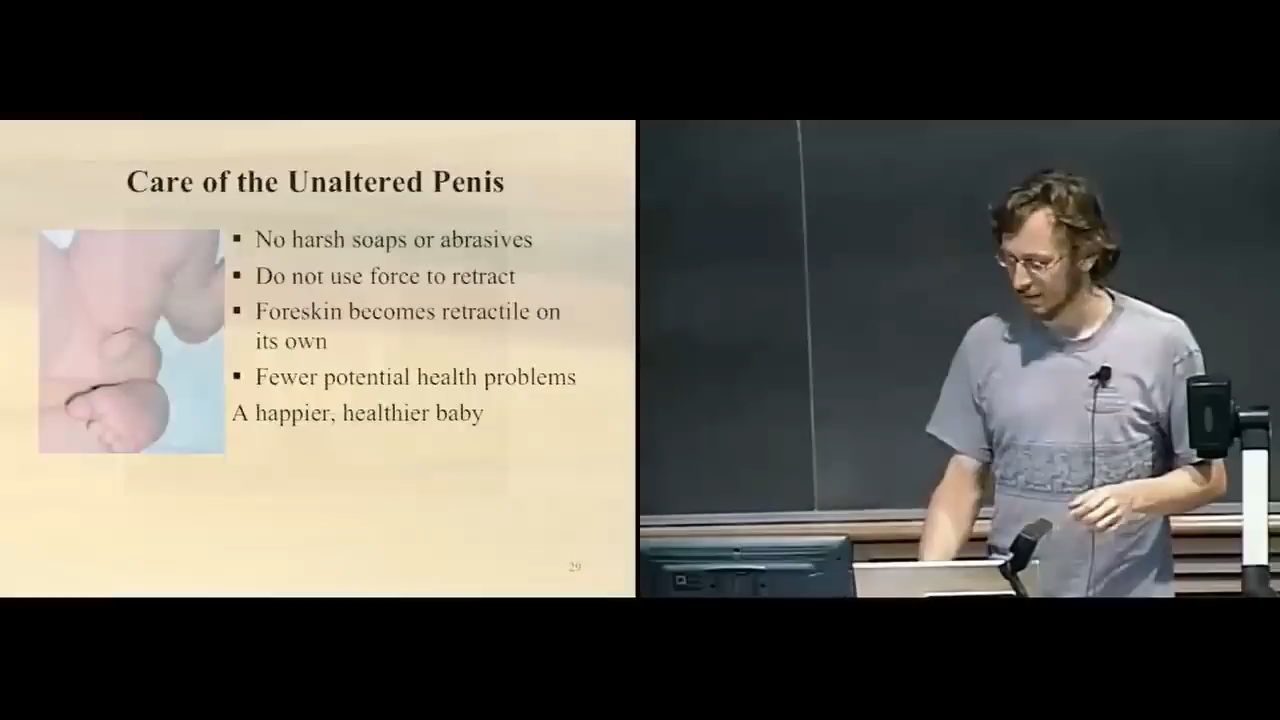 Care of the Unaltered Penis
▪ No harsh soaps or abrasives
▪ Do not use force to retract
▪ Foreskin becomes retractile on
its own
▪ Fewer potential health problems
A happier, healthier baby
29